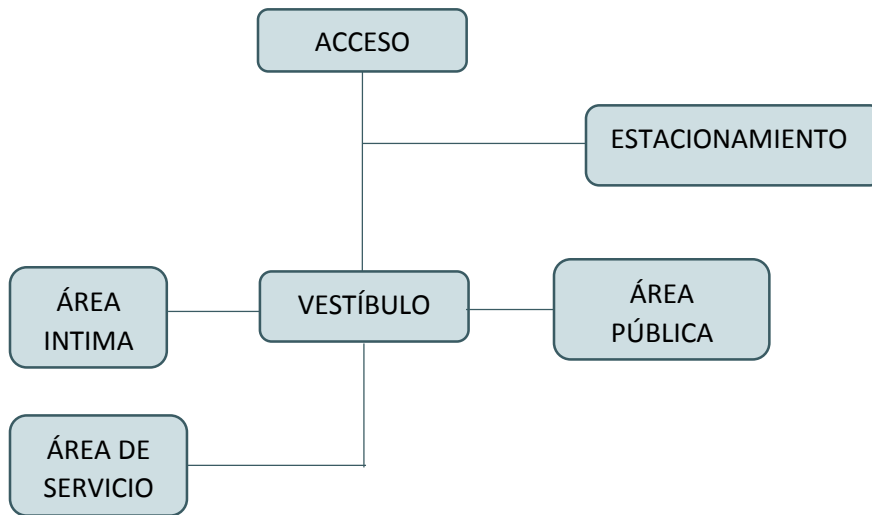 ACCESO
ESTACIONAMIENTO
ÁREA
INTIMA
VESTÍBULO
ÁREA
PÚBLICA
ÁREA DE
SERVICIO